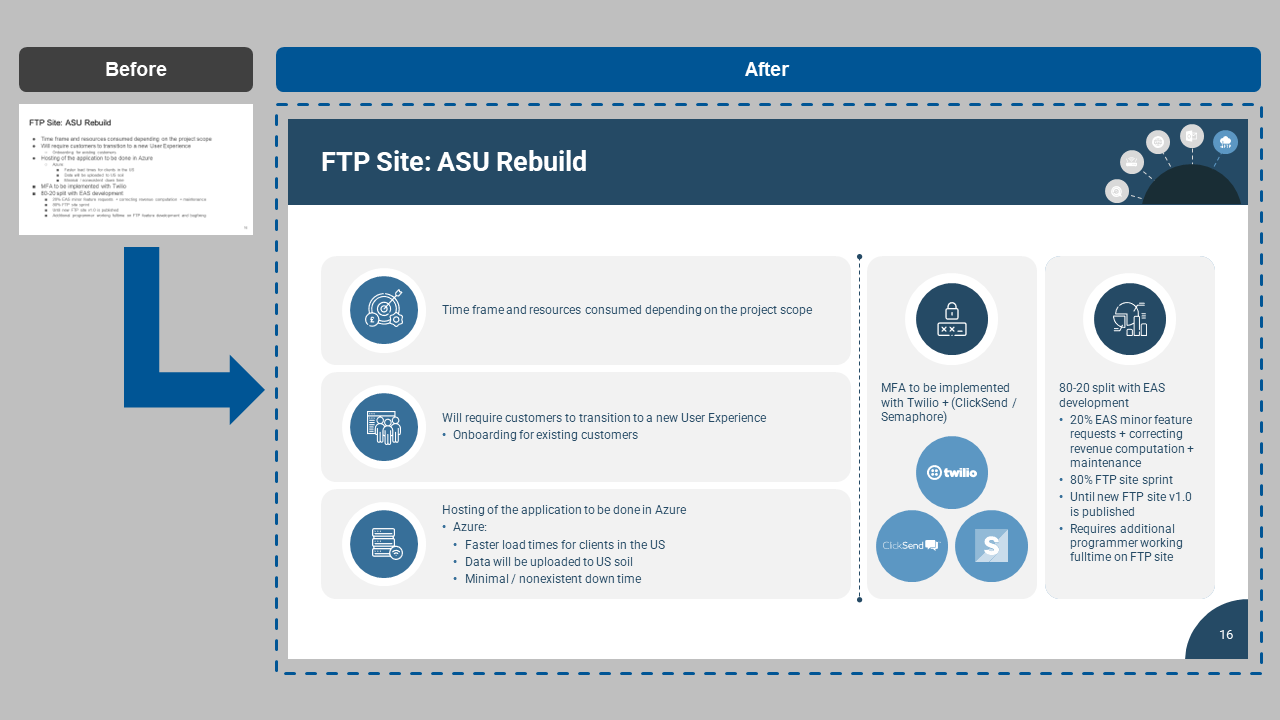 Before
After
FTP Site: ASU Rebuild
Time frame and resources consumed depending on the project scope
Will require customers to transition to a new User Experience
Onboarding for existing customers
Hosting of the application to be done in Azure
Azure
Faster load times for clients in the US
Data will be uploaded to US soil
Minimal / nonexistent down time
MFA to be implemented with Twilio
80-20 split with EAS development
20% EAS minor feature requests + correcting revenue computation + maintenance
80% FTP site sprint
Until new FTP site v1.0 is published
Additional programmer working fulltime on FTP
FTP Site: ASU Rebuild
Time frame and resources consumed depending on the project scope
Will require customers to transition to a new User Experience
• Onboarding for existing customers
Hosting of the application to be done in Azure
• Azure:
• Faster load times for clients in the US
• Data will be uploaded to US soil
• Minimal / nonexistent down time
MFA to be implemented
with Twilio + (ClickSend /
Semaphore)
twilio
ClickSend
S
80-20 split with EAS
development
• 20% EAS minor feature
requests + correcting
revenue computation +
maintenance
• 80% FTP site sprint
• Until new FTP site v1.0
is published
• Requires additional
programmer working
fulltime on FTP site
16